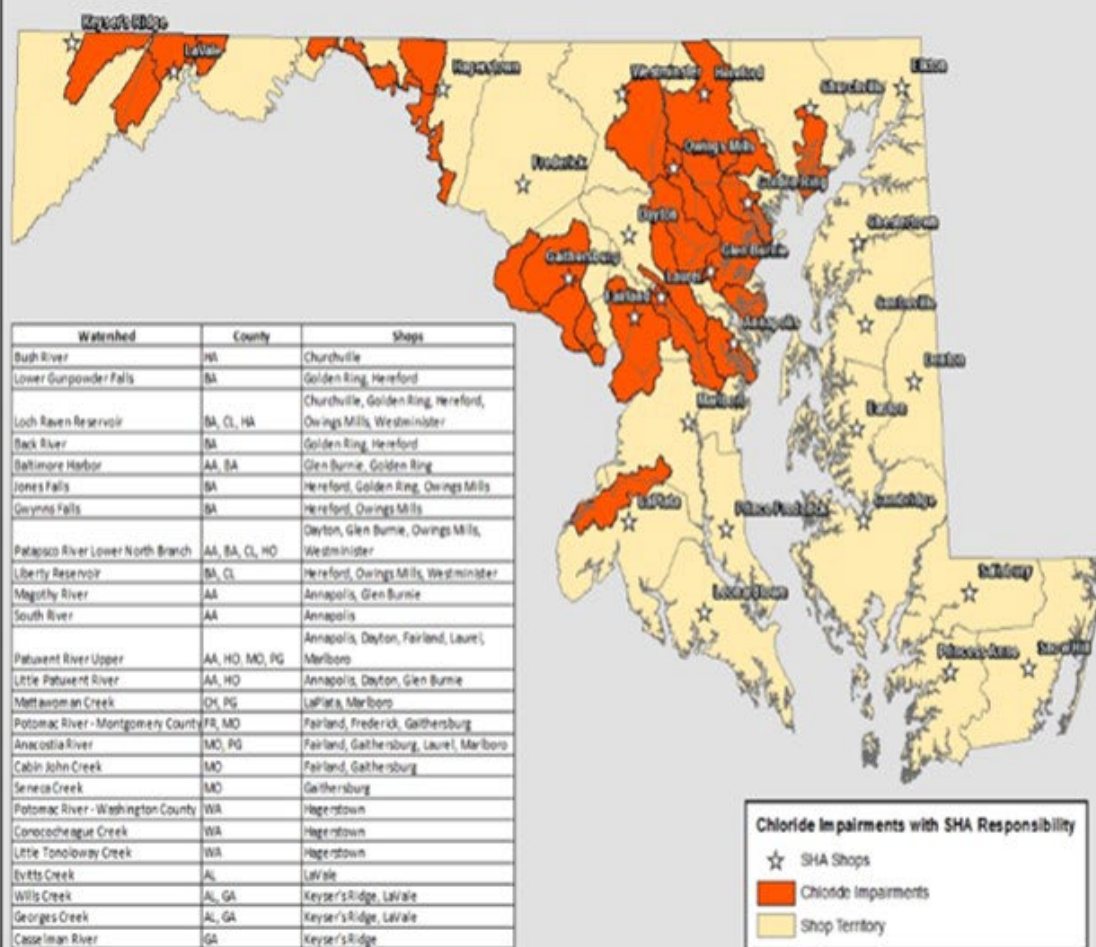 Keyser's Ridge
LaVale
Hagerstown
Westminster
Hereford
Churchville
Elkton
Owings Mills
Frederick
Golden Ring
Dayton
Chestertown
Glen Burnie
Gaithersburg
Laurel
Fairland
Centreville
Annapolis
Denton
Marlboro
Easton
LaPlata
Prince Frederick
Cambridge
Leonardtown
Salisbury
Princess Anne
Snow Hill
Watershed County Shops
Bush River HA Churchville
Lower Gunpowder Falls BA Golden Ring, Hereford
Loch Raven Reservoir BA, CL, HA Churchville, Golden Ring, Hereford,
Owings Mills, Westminister
Back River BA Golden Ring, Hereford
Baltimore Harbor AA, BA Glen Burnie, Golden Ring
Jones Falls BA Hereford, Golden Ring, Owings Mills
Gwynns Falls BA Hereford, Owings Mills
Patapsco River Lower North Branch AA, BA, CL, HO Dayton, Glen Burnie, Owings Mills,
Westminister
Liberty Reservoir BA, CL Hereford, Owings Mills, Westminister
Magothy River AA Annapolis, Glen Burnie
South River AA Annapolis
Patuxent River Upper AA, HO, MO, PG Annapolis, Dayton, Fairland, Laurel,
Marlboro
Little Patuxent River AA, HO Annapolis, Dayton, Glen Burnie
Mattawoman Creek CH, PG LaPlata, Marlboro
Potomac River - Montgomery County FR, MO Fairland, Frederick, Gaithersburg
Anacostia River MO, PG Fairland, Gaithersburg, Laurel, Marlboro
Cabin John Creek MO Fairland, Gaithersburg
Seneca Creek MO Gaithersburg
Potomac River - Washington County WA Hagerstown
Conococheague Creek WA Hagerstown
Little Tonoloway Creek WA Hagerstown
Evitts Creek AL LaVale
Wills Creek AL, GA Keyser's Ridge, LaVale
Georges Creek AL, GA Keyser's Ridge, LaVale
Casselman River GA Keyser's Ridge
Chloride Impairments with SHA Responsibility
SHA Shops
Chloride Impairments
Shop Territory